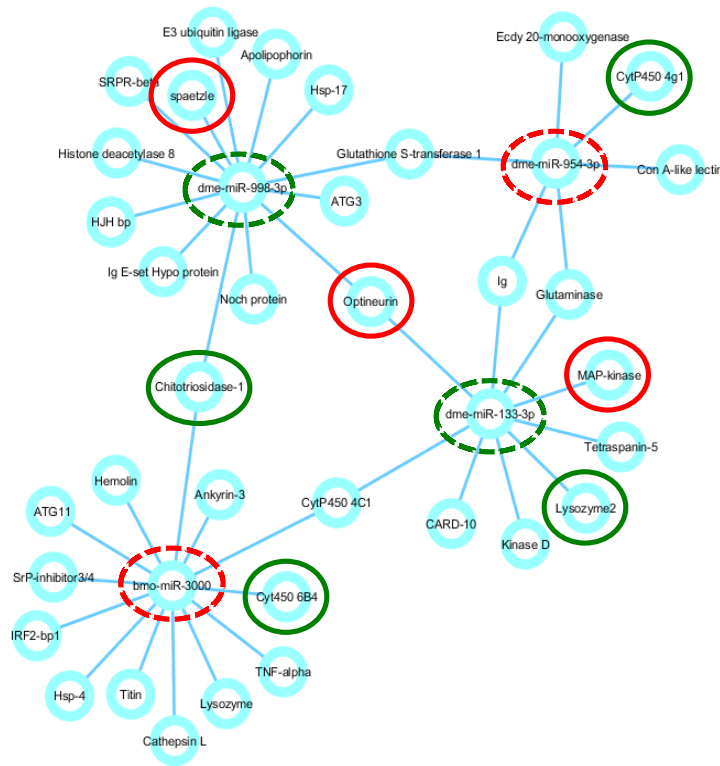 E3 ubiquitin ligase
Ecdy 20-monooxygenase
Apolipophorin
SRPR-beta
CytP450 4g1
Hsp-17
spaetzle
Histone deacetylase 8
Glutathione S-transferase 1
dme-miR-954-3p
Con A-like lectin
dme-miR-998-3p
ATG3
HJH bp
Ig E-set Hypo protein
Ig
Noch protein
Optineurin
Glutaminase
MAP-kinase
Chitotriosidase-1
dme-miR-133-3p
Tetraspanin-5
Hemolin
Ankyrin-3
CytP450 4C1
ATG11
Lysozyme2
CARD-10
Kinase D
SrP-inhibitor3/4
bmo-miR-3000
Cyt450 6B4
IRF2-bp1
TNF-alpha
Hsp-4
Titin
Lysozyme
Cathepsin L